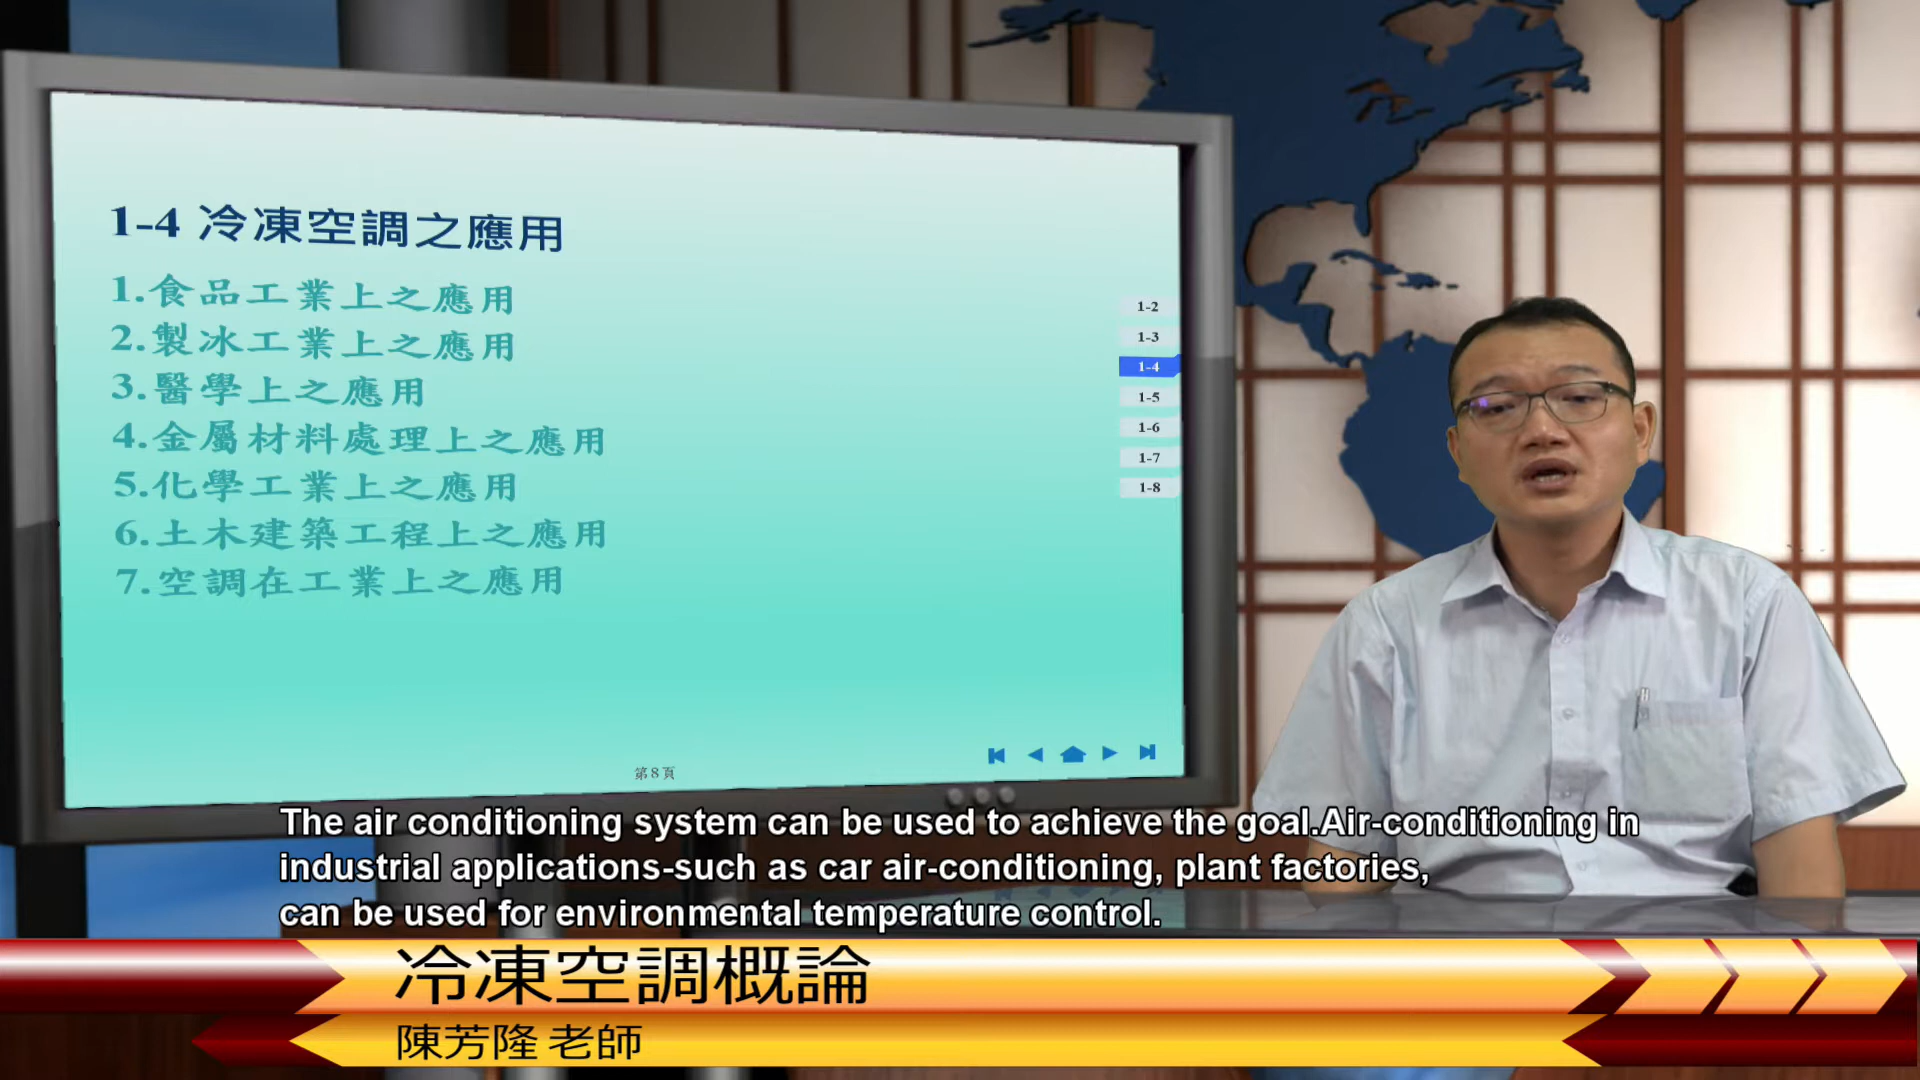 1-4 冷凍空調之應用
1.食品工業上之應用
2.製冰工業上之應用
3.醫學上之應用
4.金屬材料處理上之應用
5.化學工業上之應用
6.土木建築工程上之應用
7.空調在工業上之應用
1-2
1-3
1-4
1-5
1-6
1-7
1-8
第8頁
The air conditioning system can be used to achieve the goal.Air-conditioning in
industrial applications-such as car air-conditioning, plant factories,
can be used for environmental temperature control.
冷凍空調概論
陳芳隆 老師